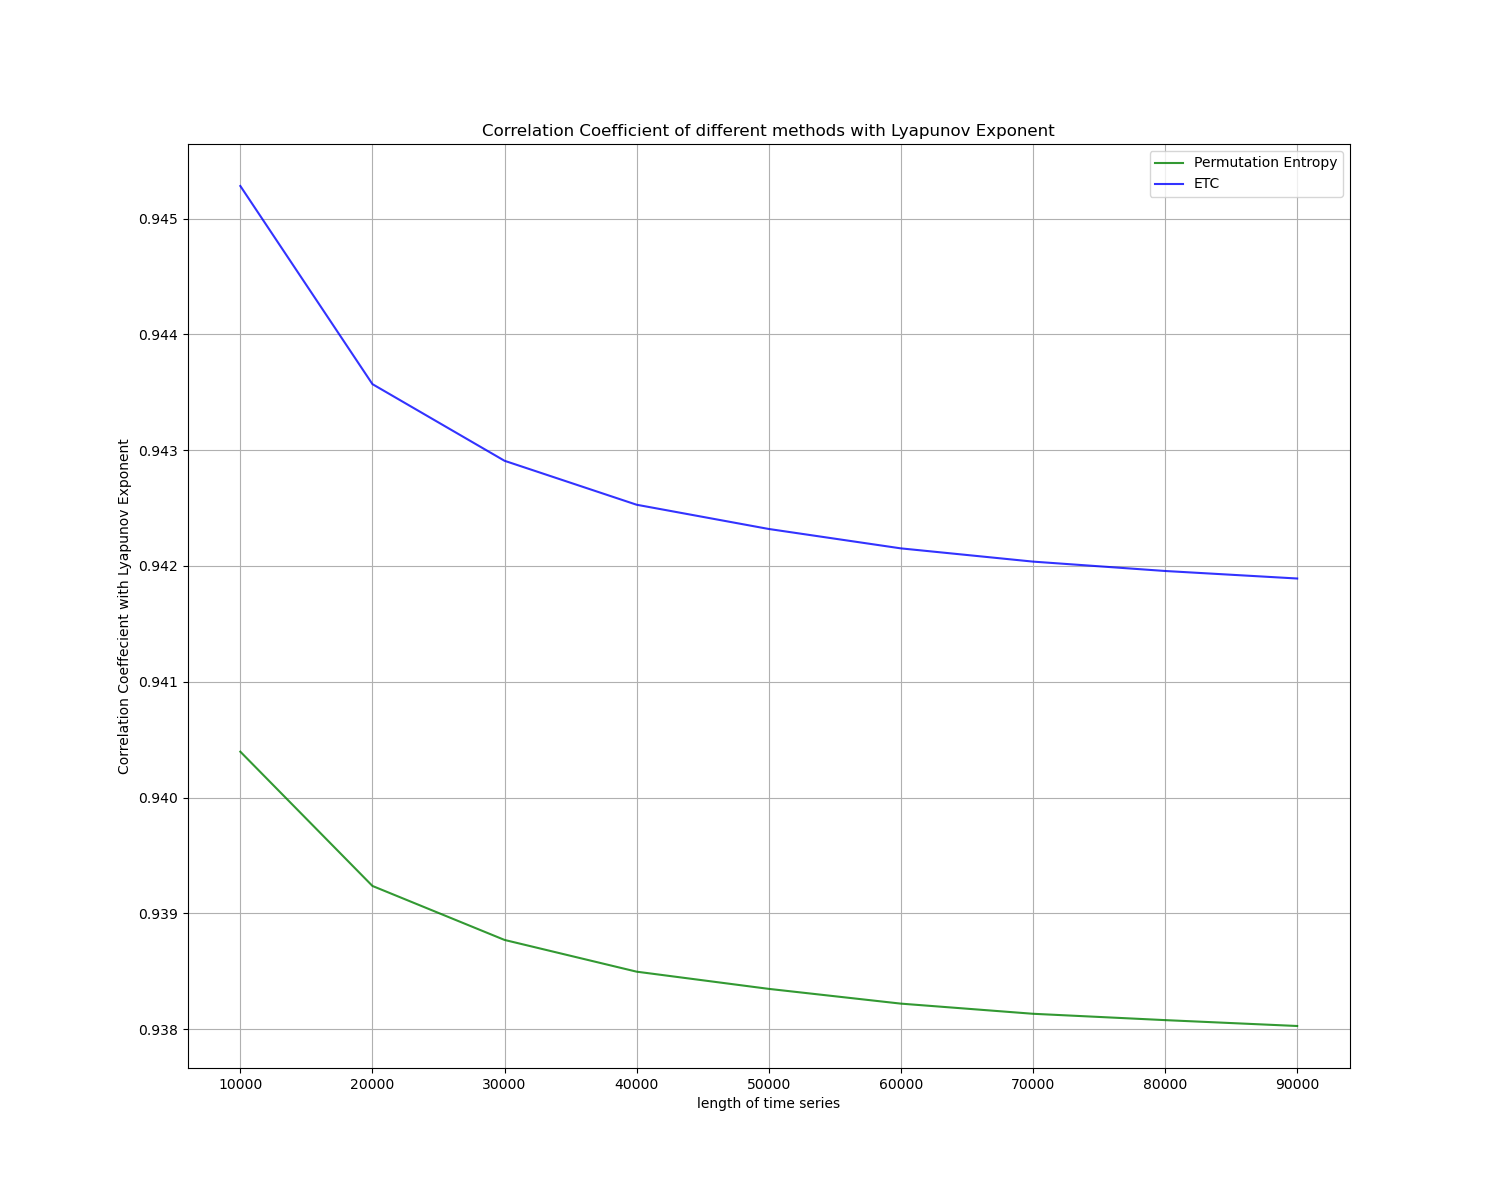 Correlation Coefficient of different methods with Lyapunov Exponent
Permutation Entropy
ETC
Correlation Coeffecient with Lyapunov Exponent
0.945
0.944
0.943
0.942
0.941
0.940
0.939
0.938
10000 20000 30000 40000 50000 60000 70000 80000 90000
length of time series